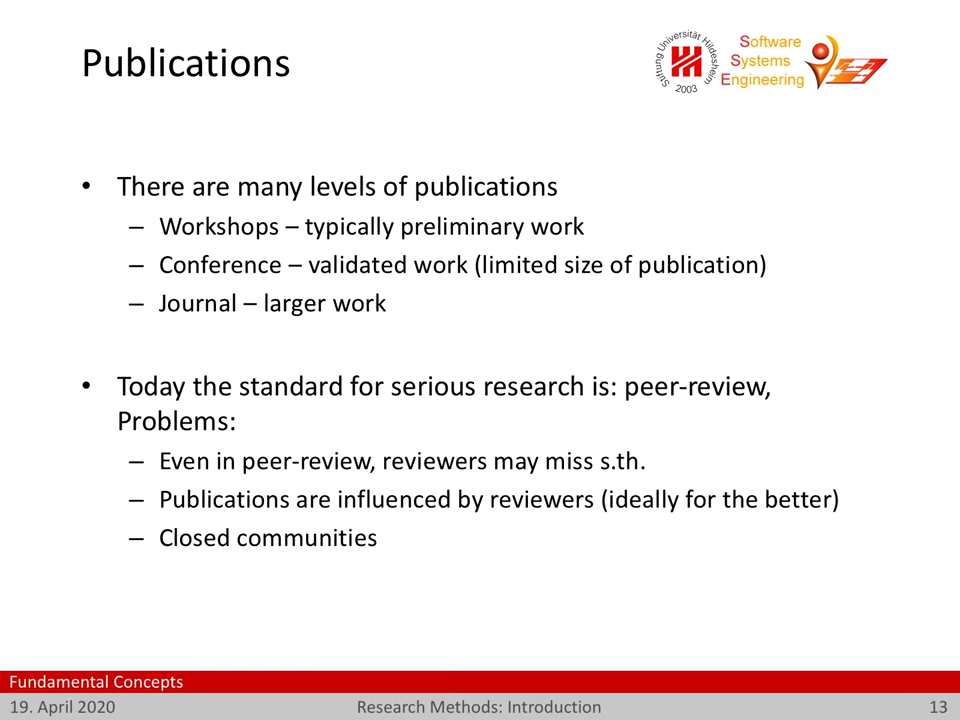 Publications
Stiftung Universität Hildesheim
2003
Software
Systems
Engineering
• There are many levels of publications
– Workshops – typically preliminary work
– Conference – validated work (limited size of publication)
– Journal – larger work
• Today the standard for serious research is: peer-review,
Problems:
– Even in peer-review, reviewers may miss s.th.
– Publications are influenced by reviewers (ideally for the better)
– Closed communities
Fundamental Concepts
19. April 2020
Research Methods: Introduction
13